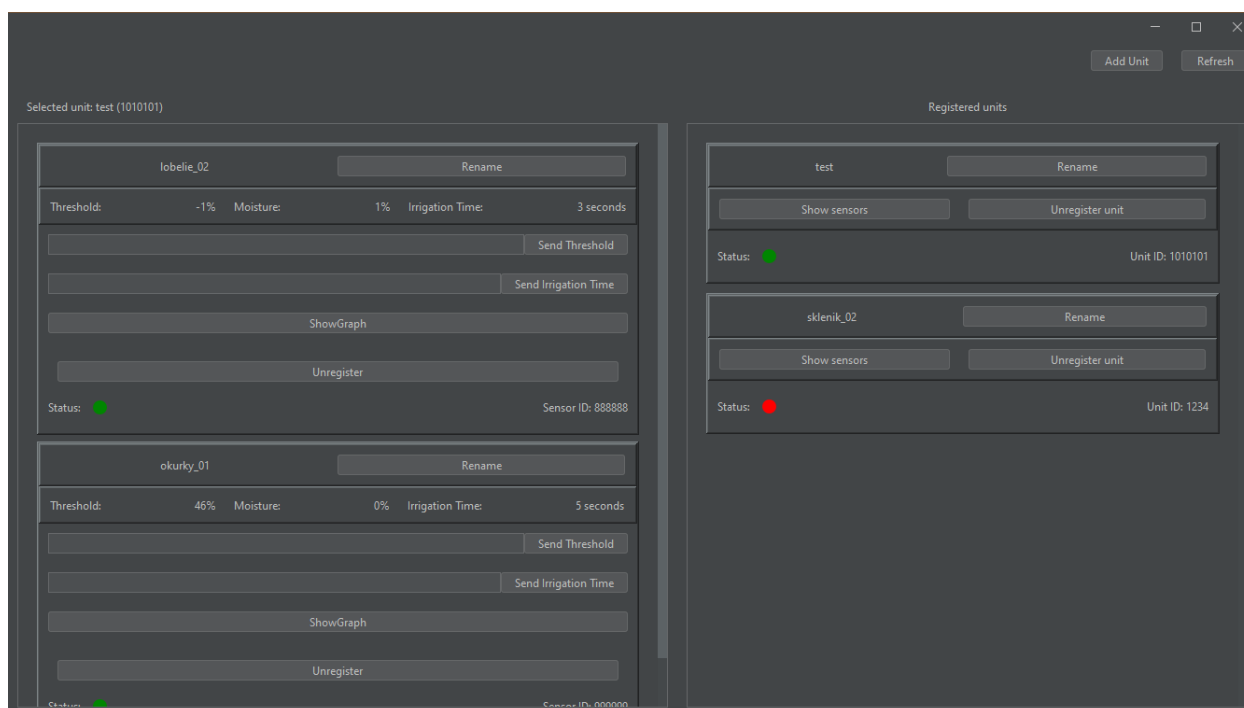 Add Unit Refresh
Selected unit: test (1010101)
Registered units
lobelie_02 Rename
Threshold: -1% Moisture: 1% Irrigation Time: 3 seconds
Send Threshold
Send Irrigation Time
ShowGraph
Unregister
Status: Sensor ID: 888888
okurky_01 Rename
Threshold: 46% Moisture: 0% Irrigation Time: 5 seconds
Send Threshold
Send Irrigation Time
ShowGraph
Unregister
Status: Sensor ID:
test Rename
Show sensors Unregister unit
Status: Unit ID: 1010101
sklenik_02 Rename
Show sensors Unregister unit
Status: Unit ID: 1234